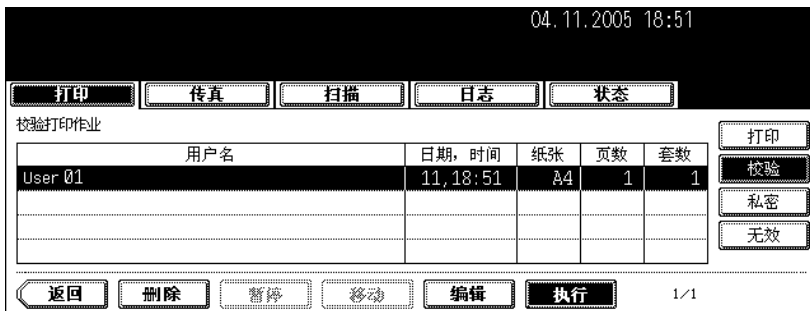 04.11.2005 18:51
打印 传真 扫描 日志 状态
校验打印作业
用户名 日期，时间 纸张 页数 套数
User 01 11,18:51 A4 1 1
打印
校验
私密
无效
返回 删除 暂停 移动 编辑 执行 1/1